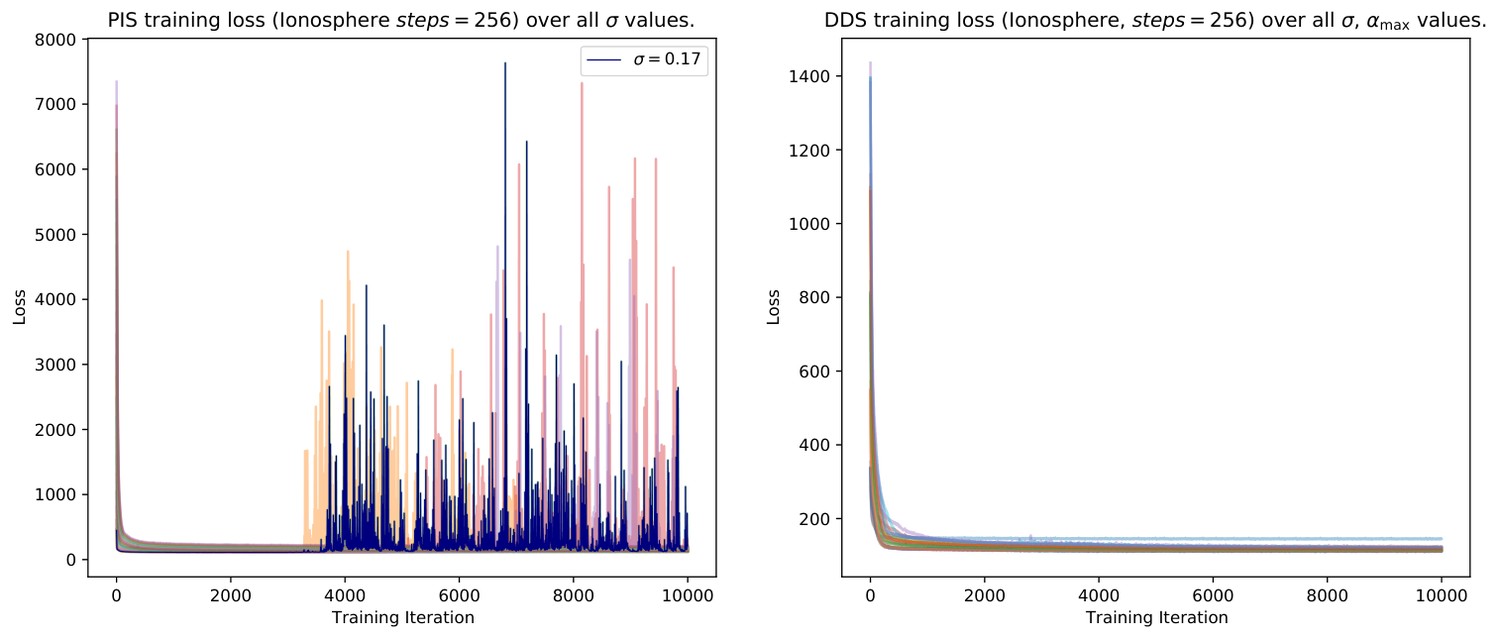 PIS training loss (Ionosphere steps = 256) over all σ values.
8000
7000
6000
5000
4000
3000
2000
1000
0
Loss
σ = 0.17
0 2000 4000 6000 8000 10000
Training Iteration
DDS training loss (Ionosphere, steps = 256) over all σ, α_max values.
1400
1200
1000
800
600
400
200
Loss
0 2000 4000 6000 8000 10000
Training Iteration